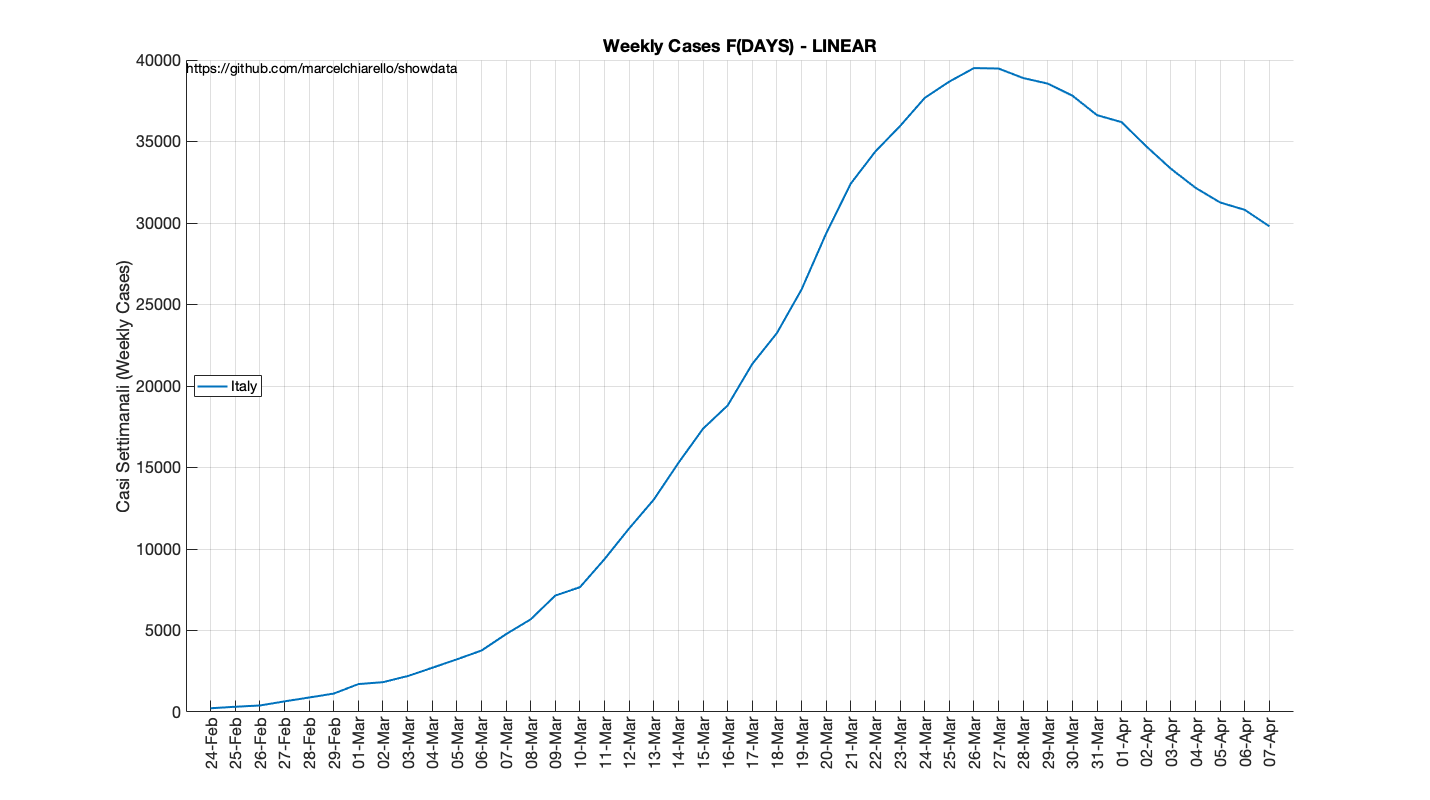 Weekly Cases F(DAYS) - LINEAR
https://github.com/marcelchiarello/showdata
Casi Settimanali (Weekly Cases)
40000
35000
30000
25000
20000
15000
10000
5000
0
Italy
24-Feb
25-Feb
26-Feb
27-Feb
28-Feb
29-Feb
01-Mar
02-Mar
03-Mar
04-Mar
05-Mar
06-Mar
07-Mar
08-Mar
09-Mar
10-Mar
11-Mar
12-Mar
13-Mar
14-Mar
15-Mar
16-Mar
17-Mar
18-Mar
19-Mar
20-Mar
21-Mar
22-Mar
23-Mar
24-Mar
25-Mar
26-Mar
27-Mar
28-Mar
29-Mar
30-Mar
31-Mar
01-Apr
02-Apr
03-Apr
04-Apr
05-Apr
06-Apr
07-Apr